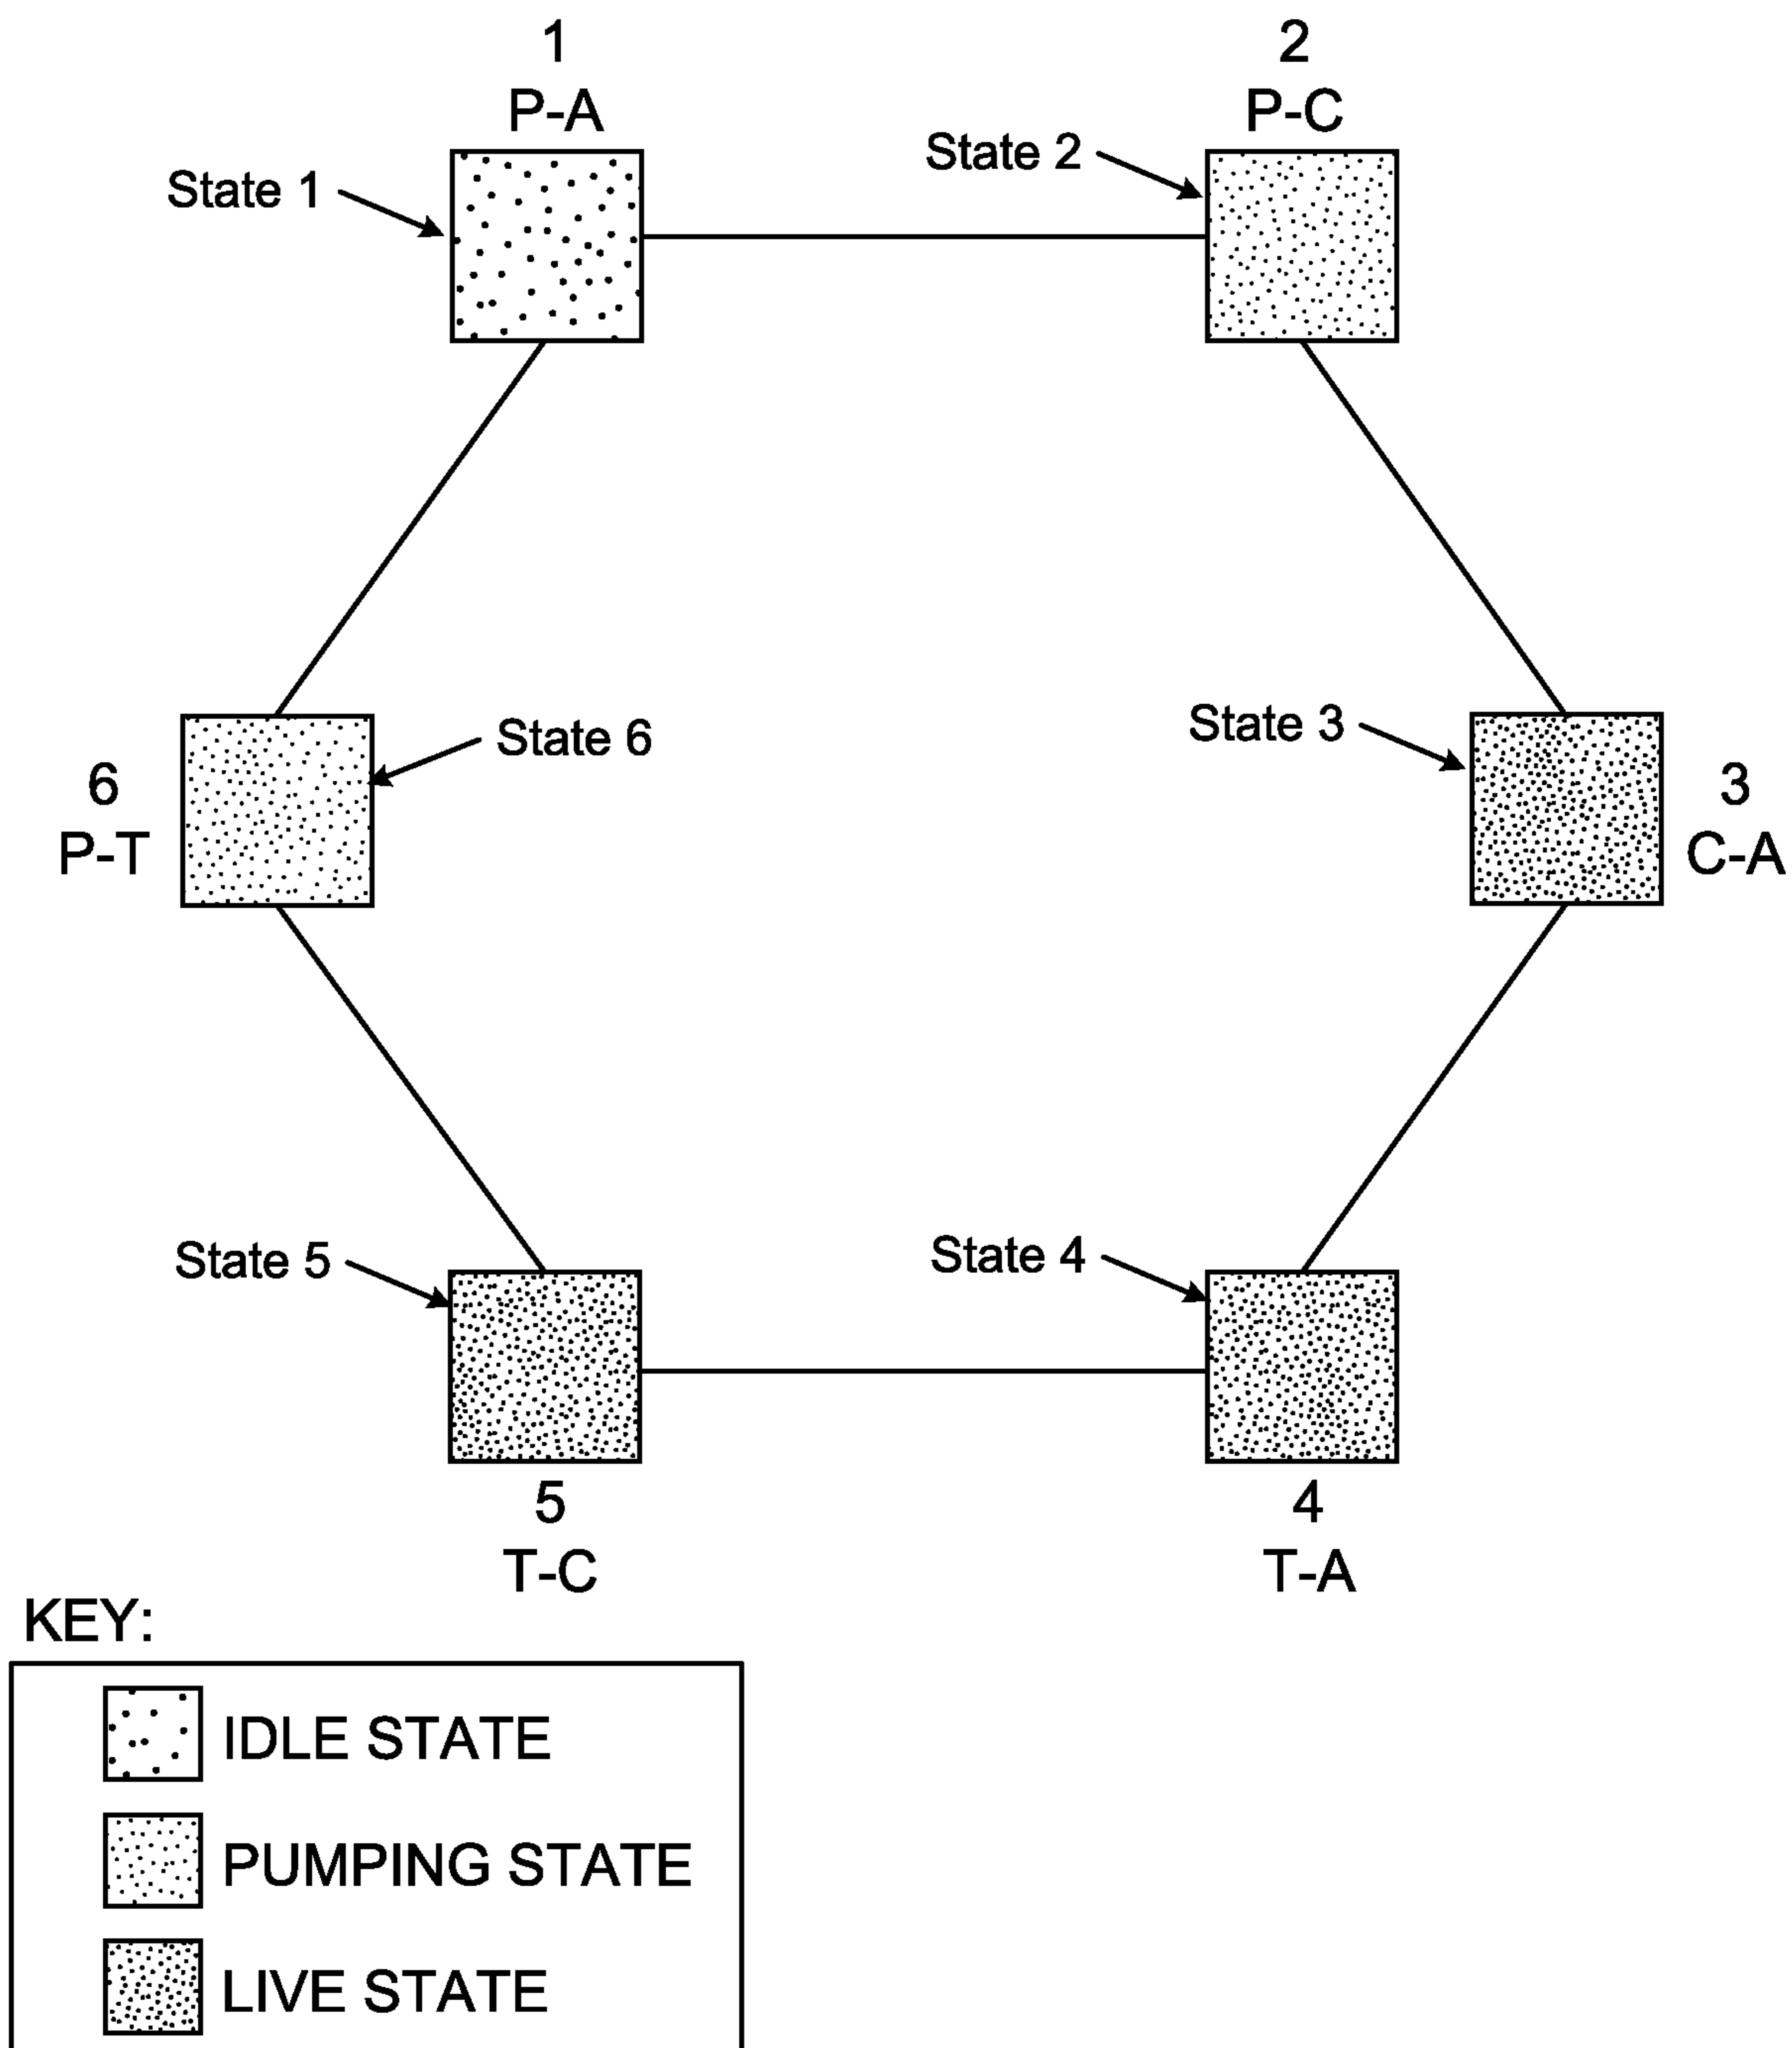 1
P-A
State 1
2
P-C
State 2
State 3
3
C-A
State 6
6
P-T
State 5
5
T-C
State 4
4
T-A
KEY:
IDLE STATE
PUMPING STATE
LIVE STATE